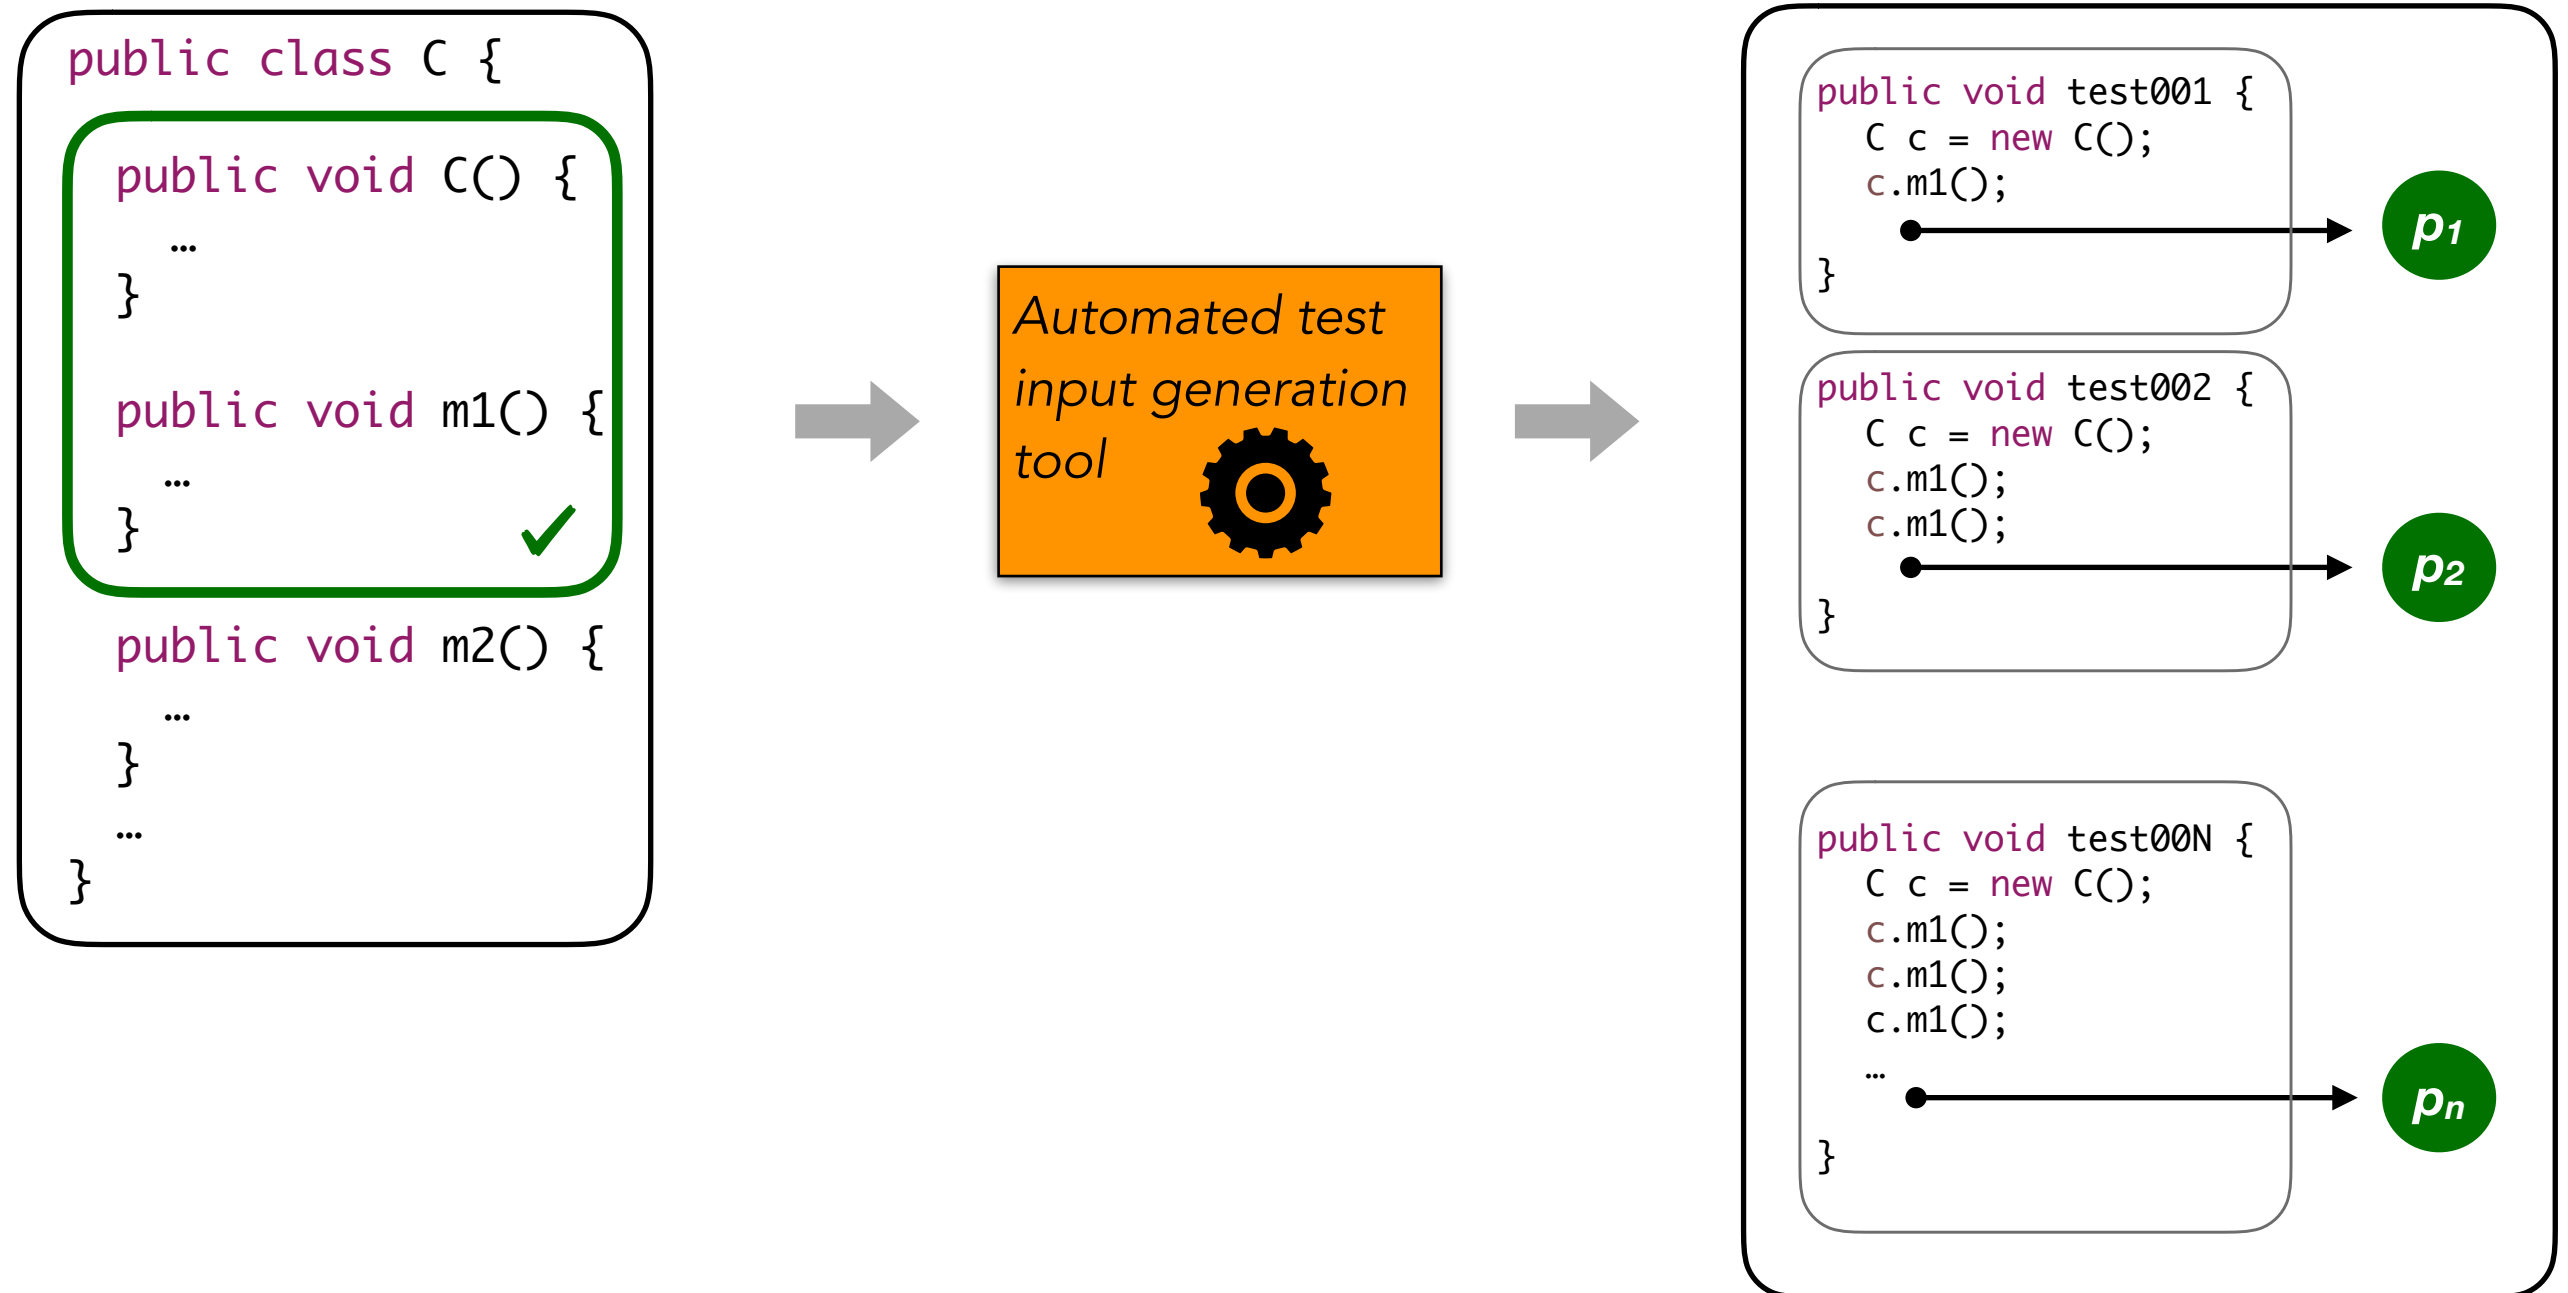 public class C {
public void C() {
…
}
public void m1() {
…
}
public void m2() {
…
}
…
}
Automated test
input generation
tool
public void test001 {
C c = new C();
c.m1();
}
p1
public void test002 {
C c = new C();
c.m1();
c.m1();
}
p2
public void test00N {
C c = new C();
c.m1();
c.m1();
c.m1();
…
}
pn